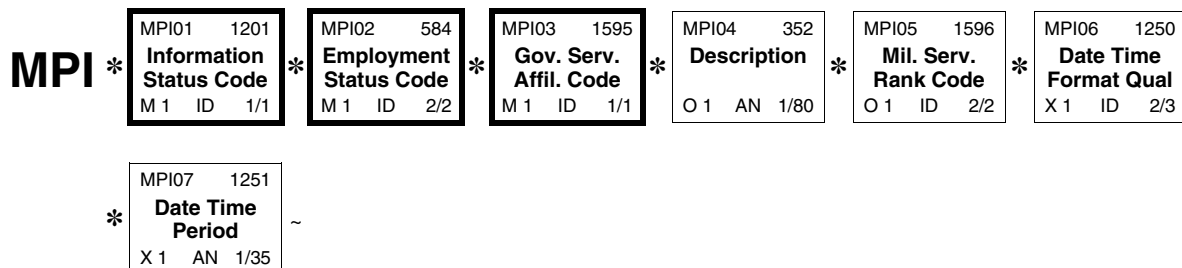 MPI * MPI01 1201 * MPI02 584 * MPI03 1595 * MPI04 352 * MPI05 1596 * MPI06 1250
Information Employment Gov. Serv. Description Mil. Serv. Date Time
Status Code Status Code Affil. Code Rank Code Format Qual
M 1 ID 1/1 M 1 ID 2/2 M 1 ID 1/1 O 1 AN 1/80 O 1 ID 2/2 X 1 ID 2/3
* MPI07 1251 ~
Date Time
Period
X 1 AN 1/35